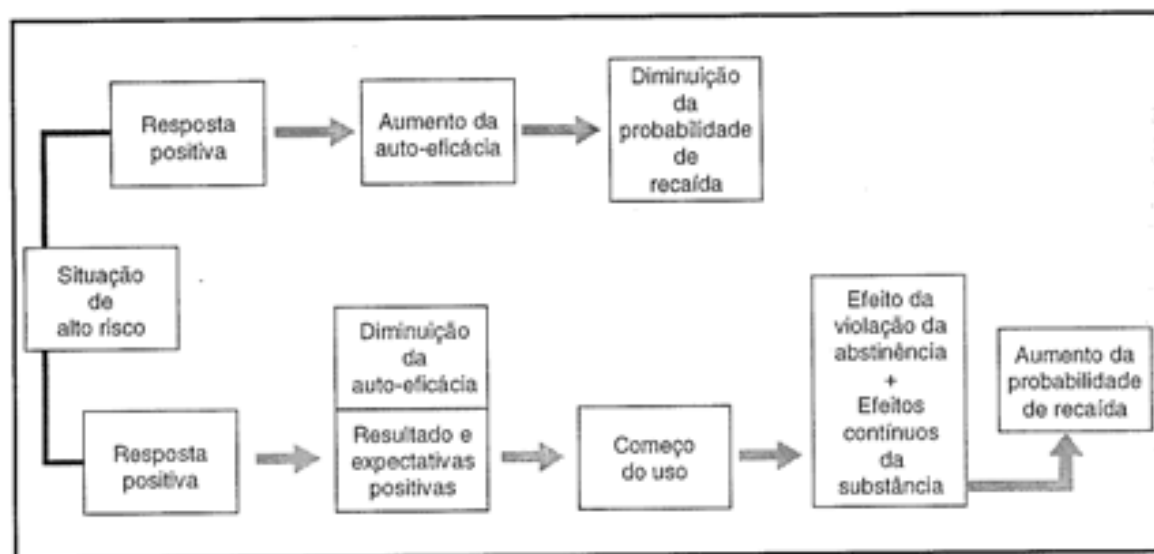 Resposta
positiva
Aumento da
auto-eficácia
Diminuição
da
probabilidade
de
recaída
Situação
de
alto risco
Resposta
positiva
Diminuição
da
auto-eficácia
Resultado e
expectativas
positivas
Começo
do uso
Efeito da
violação da
abstinência
+
Efeitos
contínuos
da
substância
Aumento da
probabilidade
de recaída